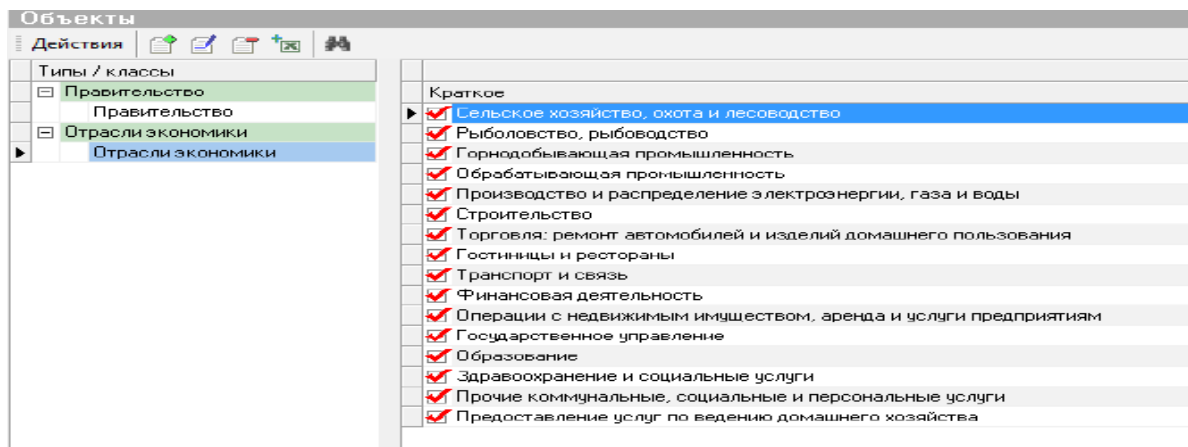 Объекты
Действия
Типы / классы
Правительство
Правительство
Отрасли экономики
Отрасли экономики
Краткое
Сельское хозяйство, охота и лесоводство
Рыболовство, рыбоводство
Горнодобывающая промышленность
Обрабатывающая промышленность
Производство и распределение электроэнергии, газа и воды
Строительство
Торговля: ремонт автомобилей и изделий домашнего пользования
Гостиницы и рестораны
Транспорт и связь
Финансовая деятельность
Операции с недвижимым имуществом, аренда и услуги предприятиям
Государственное управление
Образование
Здравоохранение и социальные услуги
Прочие коммунальные, социальные и персональные услуги
Предоставление услуг по ведению домашнего хозяйства